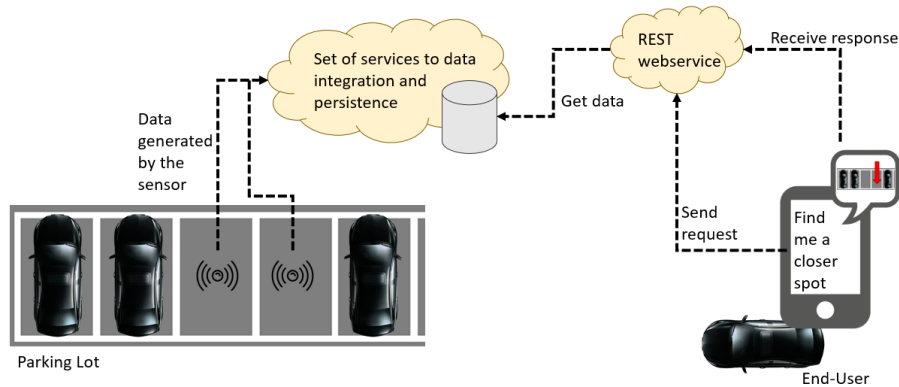 Set of services to data
integration and
persistence
REST
webservice
Receive response
Get data
Data
generated
by the
sensor
Send
request
Find
me a
closer
spot
Parking Lot
End-User